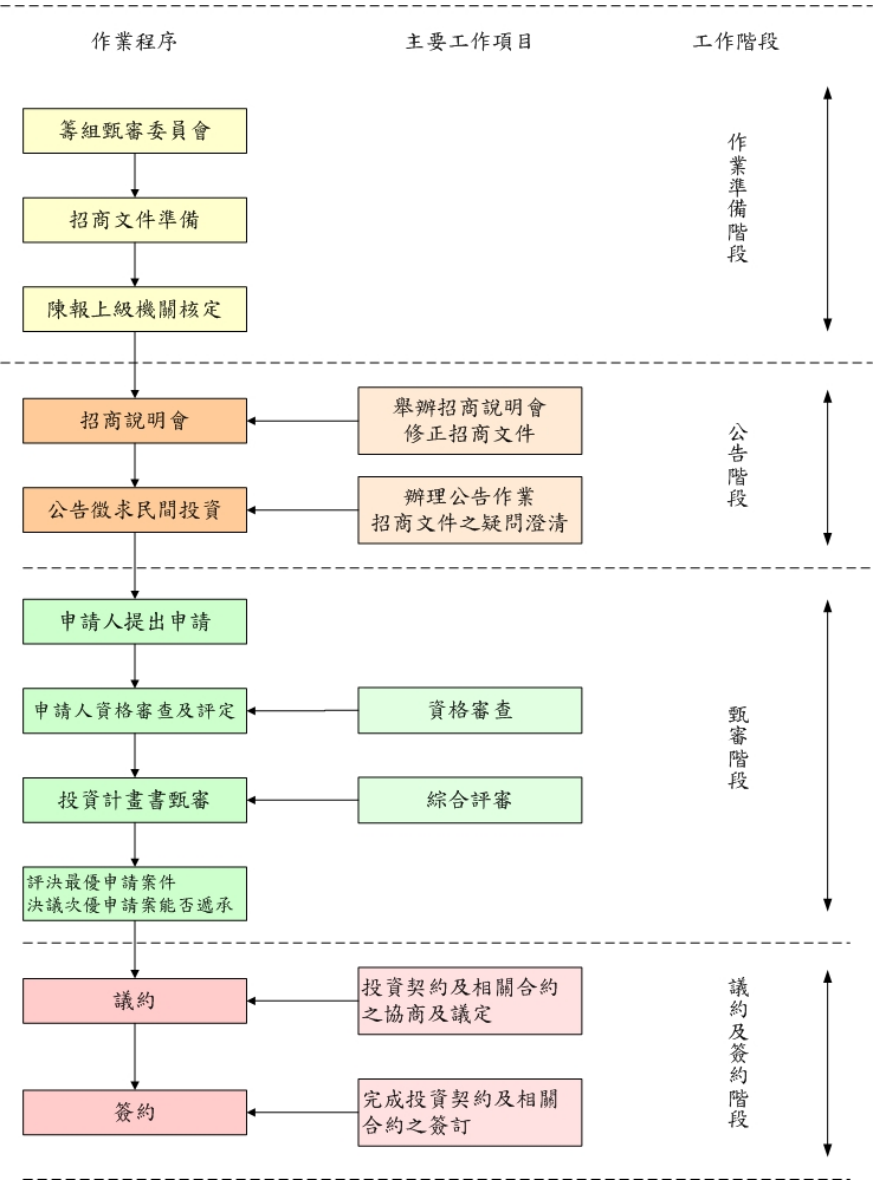 作業程序
主要工作項目
工作階段
籌組甄審委員會
招商文件準備
陳報上級機關核定
作業準備階段
招商說明會
舉辦招商說明會
修正招商文件
公告徵求民間投資
辦理公告作業
招商文件之疑問澄清
公告階段
申請人提出申請
申請人資格審查及評定
資格審查
投資計畫書甄審
綜合評審
評決最優申請案件
決議次優申請案能否遞承
甄審階段
議約
投資契約及相關合約
之協商及議定
簽約
完成投資契約及相關
合約之簽訂
議約及簽約階段